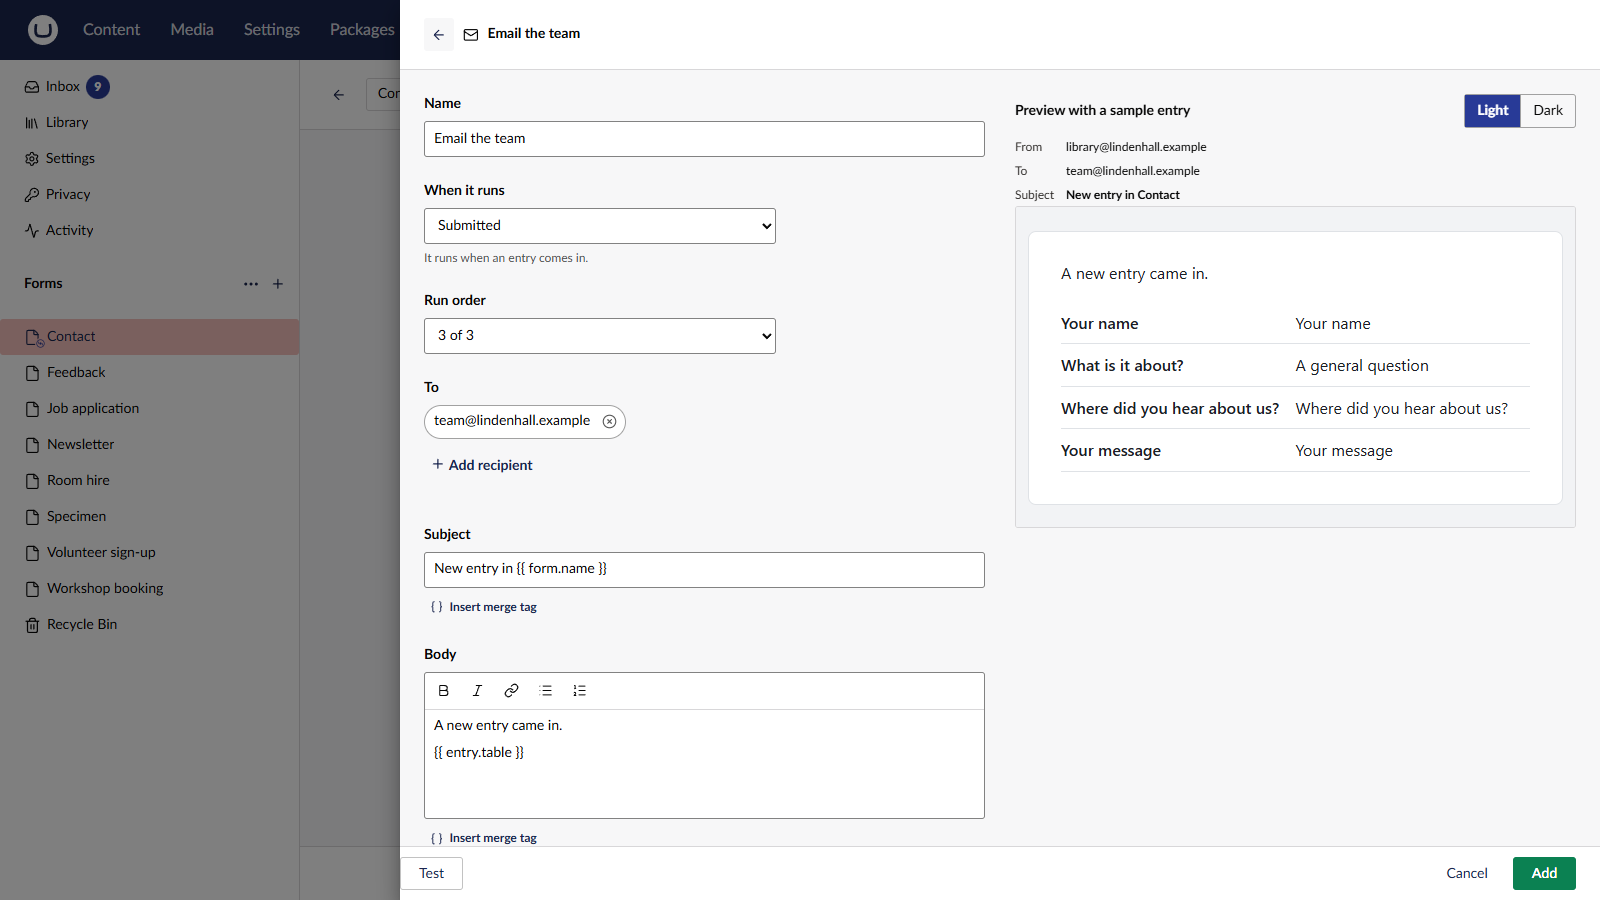 Content Media Settings Packages
Inbox 9
Library
Settings
Privacy
Activity
Forms
Contact
Feedback
Job application
Newsletter
Room hire
Specimen
Volunteer sign-up
Workshop booking
Recycle Bin
Email the team
Name
Email the team
When it runs
Submitted
It runs when an entry comes in.
Run order
3 of 3
To
team@lindenhall.example
Add recipient
Subject
New entry in {{ form.name }}
{ } Insert merge tag
Body
A new entry came in.
{{ entry.table }}
{ } Insert merge tag
Preview with a sample entry
Light Dark
From library@lindenhall.example
To team@lindenhall.example
Subject New entry in Contact
A new entry came in.
Your name Your name
What is it about? A general question
Where did you hear about us? Where did you hear about us?
Your message Your message
Test Cancel Add